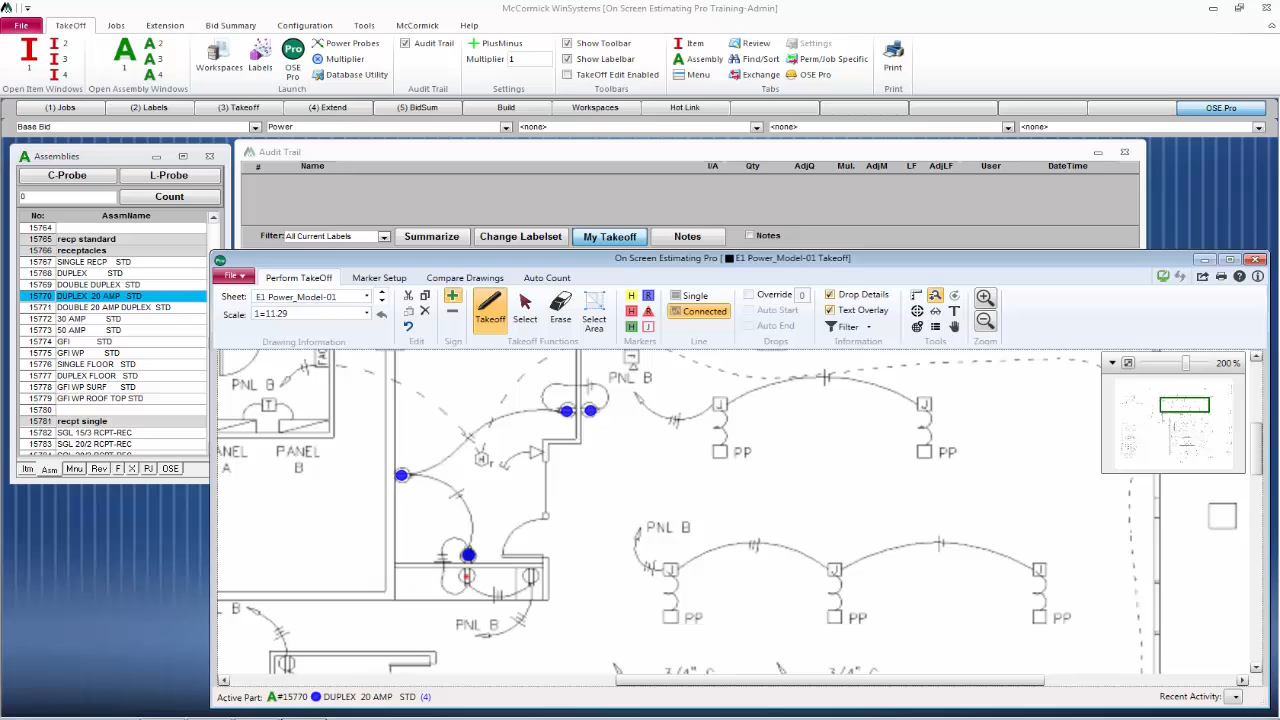 McCormick WinSystems [On Screen Estimating Pro Training-Admin]
File TakeOff Jobs Extension Bid Summary Configuration Tools McCormick Help
I 1 I 2 I 3 I 4
Open Item Windows
A 1 A 2 A 3 A 4
Open Assembly Windows
Workspaces Labels Pro OSE Pro
Power Probes
Multiplier
Database Utility
Launch
Audit Trail
Audit Trail
PlusMinus
Multiplier 1
Settings
Show Toolbar
Show Labelbar
TakeOff Edit Enabled
Toolbars
Item Review Settings
Assembly Find/Sort Perm/Job Specific
Menu Exchange OSE Pro
Tabs
Print
Print
(1) Jobs (2) Labels (3) Takeoff (4) Extend (5) BidSum Build Workspaces Hot Link OSE Pro
Base Bid Power <none> <none> <none>
Assemblies
C-Probe L-Probe
0 Count
No: AssmName
15764
15765 recp standard
15766 receptacles
15767 SINGLE RECP STD
15768 DUPLEX STD
15769 DOUBLE DUPLEX STD
15770 DUPLEX 20 AMP STD
15771 DOUBLE 20 AMP DUPLEX STD
15772 30 AMP STD
15773 50 AMP STD
15774 GFI STD
15775 GFI WP STD
15776 SINGLE FLOOR STD
15777 DUPLEX FLOOR STD
15778 GFI WP SURF STD
15779 GFI WP ROOF TOP STD
15780
15781 recpt single
15782 SGL 15/3 RCPT-REC
15783 SGL 20/2 RCPT-REC
Itm Asm Mnu Rev F X PJ OSE
Audit Trail
# Name I/A Qty AdjQ Mul. AdjM LF AdjLF User DateTime
Filter: All Current Labels Summarize Change Labelset My Takeoff Notes Notes
On Screen Estimating Pro [ E1 Power_Model-01 Takeoff]
File Perform TakeOff Marker Setup Compare Drawings Auto Count
Sheet: E1 Power_Model-01
Scale: 1=11.29
Drawing Information
Edit
Sign
Takeoff Select Erase Select Area
Takeoff Functions
H R
H A
H J
Markers
Single
Connected
Line
Override 0
Auto Start
Auto End
Drops
Drop Details
Text Overlay
Filter
Information
Tools
Zoom
200 %
PNL B
T
PANEL B
ANEL A
PNL B
J J
PP PP
PNL B
J J J
PP PP PP
PNL B
B
Active Part: A #15770 DUPLEX 20 AMP STD (4)
Recent Activity: